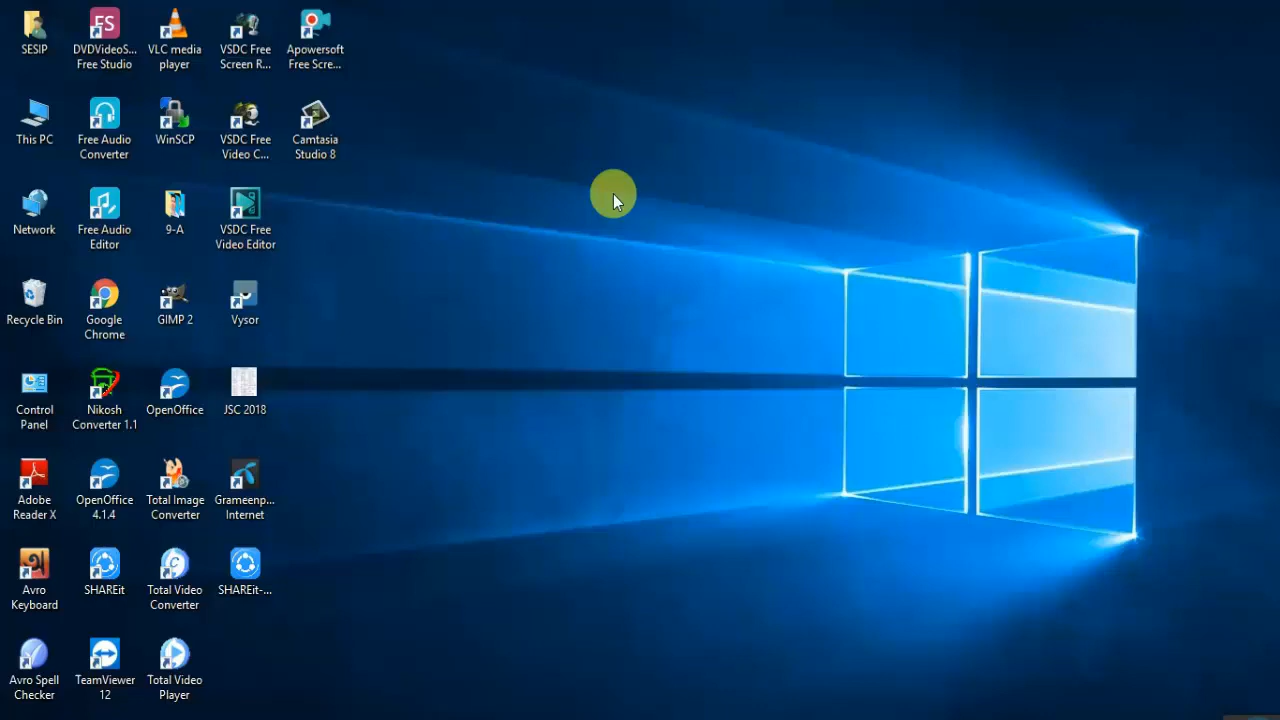 SESIP
DVDVideoS...
Free Studio
VLC media
player
VSDC Free
Screen R...
Apowersoft
Free Scre...
This PC
Free Audio
Converter
WinSCP
VSDC Free
Video C...
Camtasia
Studio 8
Network
Free Audio
Editor
9-A
VSDC Free
Video Editor
Recycle Bin
Google
Chrome
GIMP 2
Vysor
Control
Panel
Nikosh
Converter 1.1
OpenOffice
JSC 2018
Adobe
Reader X
OpenOffice
4.1.4
Total Image
Converter
Grameenp...
Internet
Avro
Keyboard
SHAREit
Total Video
Converter
SHAREit-...
Avro Spell
Checker
TeamViewer
12
Total Video
Player